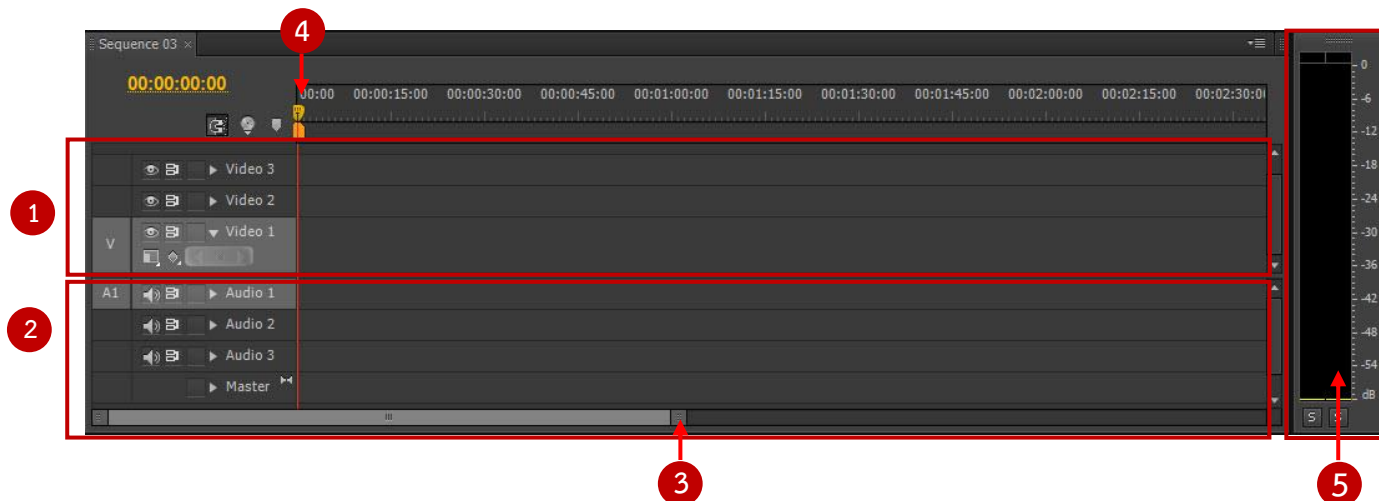 4
Sequence 03 ×
00:00:00:00
00:00 00:00:15:00 00:00:30:00 00:00:45:00 00:01:00:00 00:01:15:00 00:01:30:00 00:01:45:00 00:02:00:00 00:02:15:00 00:02:30:0
0
-6
-12
-18
-24
-30
-36
-42
-48
-54
dB
S S
1
Video 3
Video 2
V Video 1
2
A1 Audio 1
Audio 2
Audio 3
Master
3
5